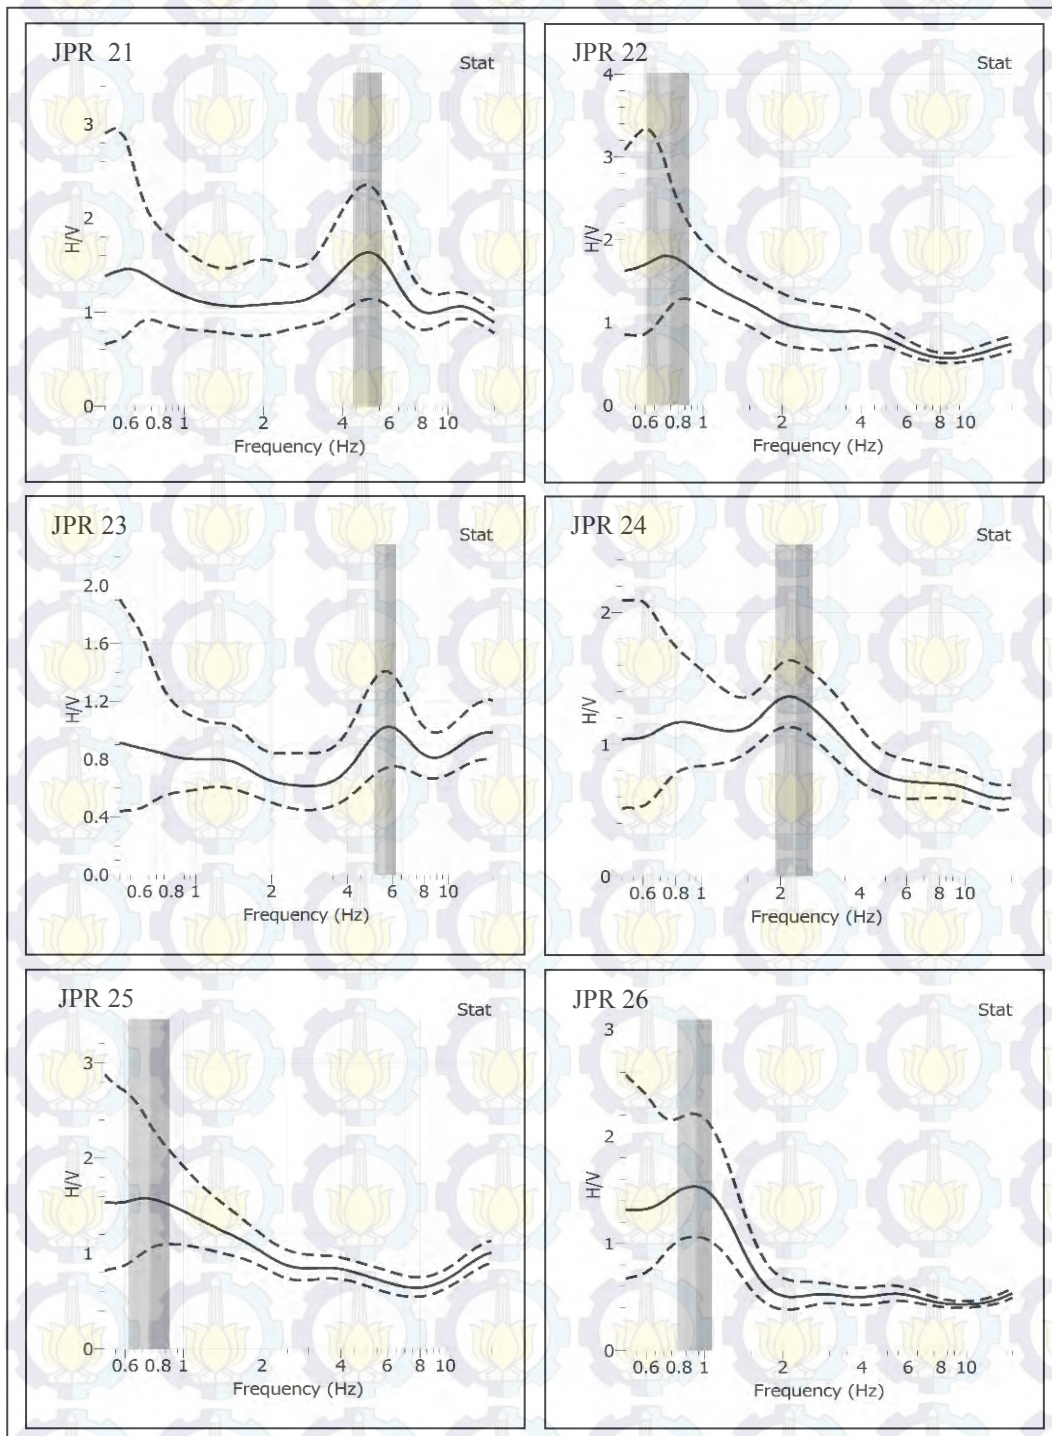 JPR 21
Stat
3
2
1
0
H/V
0.6 0.8 1 2 4 6 8 10
Frequency (Hz)
JPR 22
Stat
4
3
2
1
0
H/V
0.6 0.8 1 2 4 6 8 10
Frequency (Hz)
JPR 23
Stat
2.0
1.6
1.2
0.8
0.4
0.0
H/V
0.6 0.8 1 2 4 6 8 10
Frequency (Hz)
JPR 24
Stat
2
1
0
H/V
0.6 0.8 1 2 4 6 8 10
Frequency (Hz)
JPR 25
Stat
3
2
1
0
H/V
0.6 0.8 1 2 4 6 8 10
Frequency (Hz)
JPR 26
Stat
3
2
1
0
H/V
0.6 0.8 1 2 4 6 8 10
Frequency (Hz)